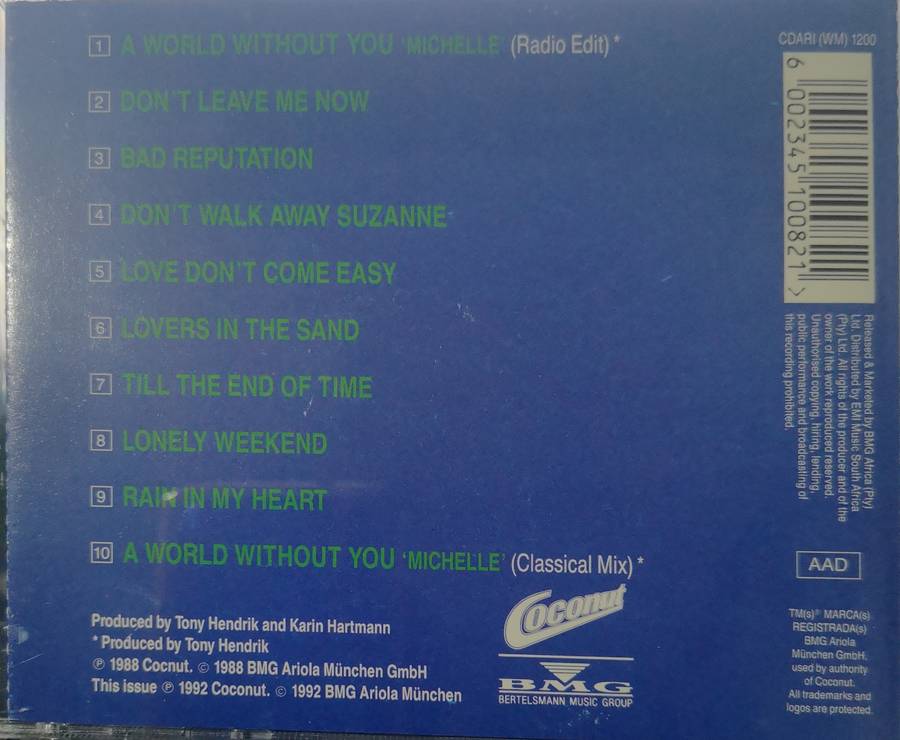 1 A WORLD WITHOUT YOU 'MICHELLE' (Radio Edit) *
2 DON'T LEAVE ME NOW
3 BAD REPUTATION
4 DON'T WALK AWAY SUZANNE
5 LOVE DON'T COME EASY
6 LOVERS IN THE SAND
7 TILL THE END OF TIME
8 LONELY WEEKEND
9 RAIN IN MY HEART
10 A WORLD WITHOUT YOU 'MICHELLE' (Classical Mix) *
Produced by Tony Hendrik and Karin Hartmann
* Produced by Tony Hendrik
℗ 1988 Cocnut. © 1988 BMG Ariola München GmbH
This issue ℗ 1992 Coconut. © 1992 BMG Ariola München
Coconut
BMG
BERTELSMANN MUSIC GROUP
CDARI (WM) 1200
6 002345 100821 >
Released & Marketed by BMG Africa (Pty)
Ltd. Distributed by EMI Music South Africa
(Pty) Ltd. All rights of the producer and of the
owner of the work reproduced reserved.
Unauthorised copying, hiring, lending,
public performance and broadcasting of
this recording prohibited.
AAD
TM(s)® MARCA(s)
REGISTRADA(s)
BMG Ariola
München GmbH,
used by authority
of Coconut.
All trademarks and
logos are protected.